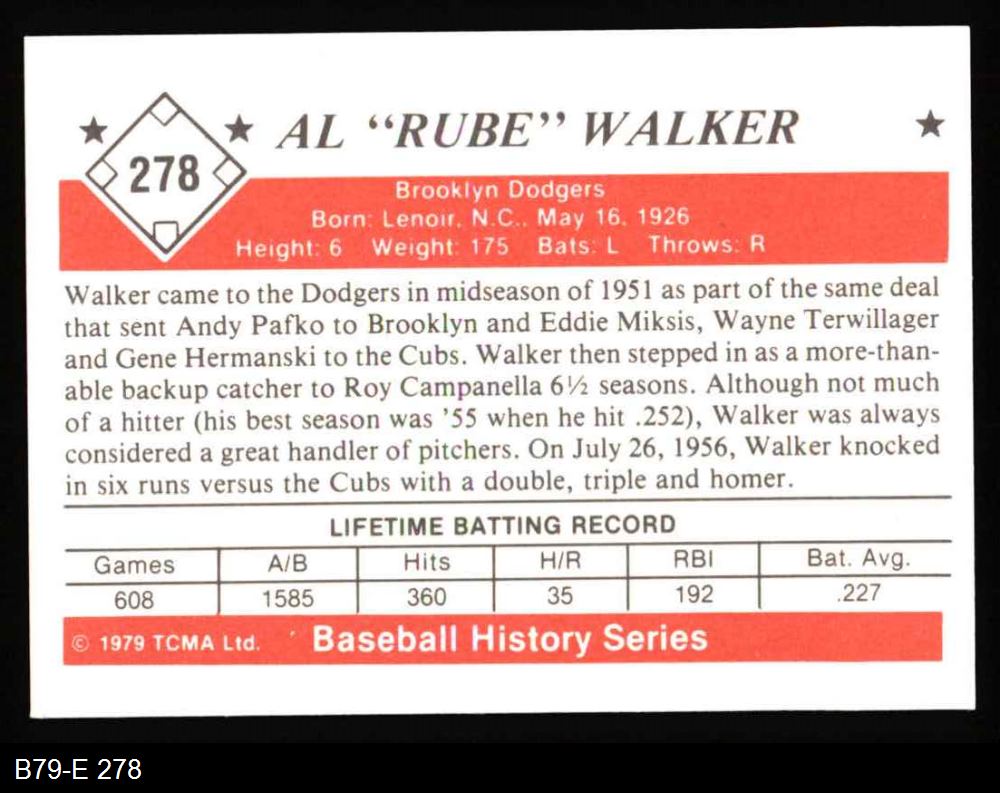 278
AL “RUBE” WALKER
Brooklyn Dodgers
Born: Lenoir, N.C., May 16, 1926
Height: 6 Weight: 175 Bats: L Throws: R
Walker came to the Dodgers in midseason of 1951 as part of the same deal
that sent Andy Pafko to Brooklyn and Eddie Miksis, Wayne Terwillager
and Gene Hermanski to the Cubs. Walker then stepped in as a more-than-
able backup catcher to Roy Campanella 6½ seasons. Although not much
of a hitter (his best season was ’55 when he hit .252), Walker was always
considered a great handler of pitchers. On July 26, 1956, Walker knocked
in six runs versus the Cubs with a double, triple and homer.
LIFETIME BATTING RECORD
Games A/B Hits H/R RBI Bat. Avg.
608 1585 360 35 192 .227
© 1979 TCMA Ltd. Baseball History Series
B79-E 278